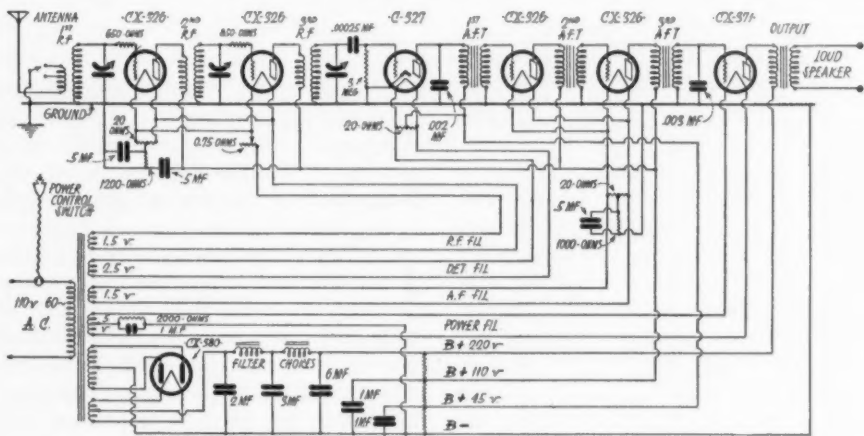 ANTENNA
1ST R.F
650-OHMS
CX-326
2ND R.F
800-OHMS
CX-326
3RD R.F
.00025 MF
C-327
1ST A.F.T
CX-326
2ND A.F.T
CX-326
3RD A.F.T
CX-371
OUTPUT
LOUD SPEAKER
GROUND
20 OHMS
0.75 OHMS
20-OHMS
.002 MF
.003 MF
.5 MF
1200-OHMS
.5 MF
20-OHMS
.5 MF
1000-OHMS
POWER CONTROL SWITCH
1.5 v
R.F. FIL
2.5 v
DET FIL
1.5 v
A.F FIL
110 v 60~
A.C.
5 v
2000-OHMS
1 M.F
POWER FIL
CX-380
FILTER
CHOKES
B + 220 v
2 MF
5 MF
6 MF
1 MF
B + 110 v
1 MF
B + 45 v
B -